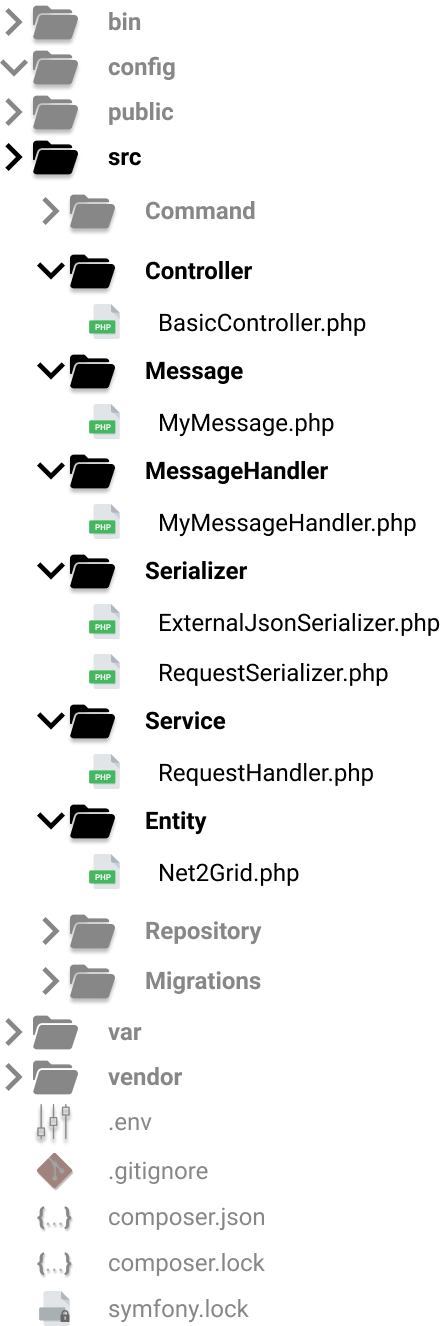 bin
config
public
src
Command
Controller
PHP BasicController.php
Message
PHP MyMessage.php
MessageHandler
PHP MyMessageHandler.php
Serializer
PHP ExternalJsonSerializer.php
PHP RequestSerializer.php
Service
PHP RequestHandler.php
Entity
PHP Net2Grid.php
Repository
Migrations
var
vendor
.env
.gitignore
{...} composer.json
{...} composer.lock
symfony.lock